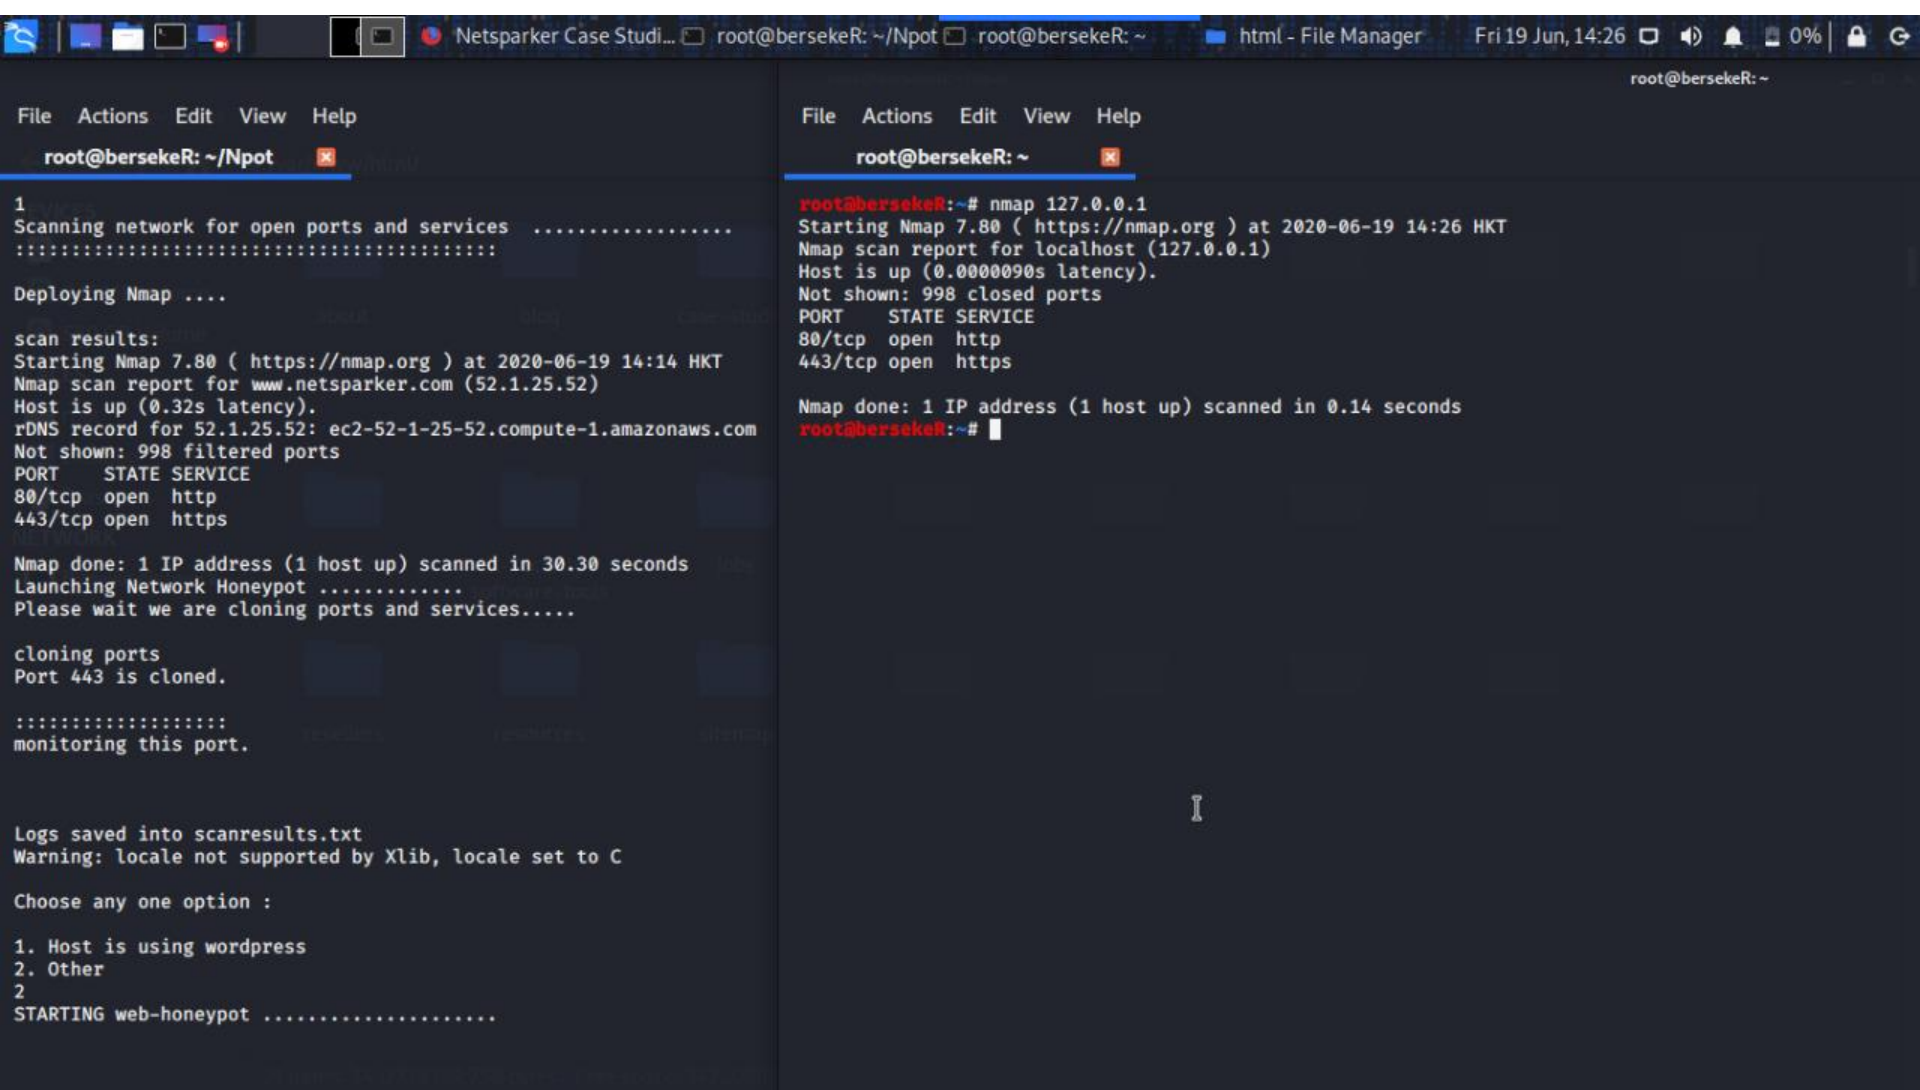 Netsparker Case Studi... root@bersekeR: ~/Npot root@bersekeR: ~ html - File Manager Fri 19 Jun, 14:26 0%
root@bersekeR: ~
File Actions Edit View Help
root@bersekeR: ~/Npot
1
Scanning network for open ports and services ..................
:::::::::::::::::::::::::::::::::::::::::::
Deploying Nmap ....
scan results:
Starting Nmap 7.80 ( https://nmap.org ) at 2020-06-19 14:14 HKT
Nmap scan report for www.netsparker.com (52.1.25.52)
Host is up (0.32s latency).
rDNS record for 52.1.25.52: ec2-52-1-25-52.compute-1.amazonaws.com
Not shown: 998 filtered ports
PORT    STATE SERVICE
80/tcp  open  http
443/tcp open  https
Nmap done: 1 IP address (1 host up) scanned in 30.30 seconds
Launching Network Honeypot .............
Please wait we are cloning ports and services.....
cloning ports
Port 443 is cloned.
:::::::::::::::::::
monitoring this port.
Logs saved into scanresults.txt
Warning: locale not supported by Xlib, locale set to C
Choose any one option :
1. Host is using wordpress
2. Other
2
STARTING web-honeypot .....................
File Actions Edit View Help
root@bersekeR: ~
root@bersekeR:~# nmap 127.0.0.1
Starting Nmap 7.80 ( https://nmap.org ) at 2020-06-19 14:26 HKT
Nmap scan report for localhost (127.0.0.1)
Host is up (0.0000090s latency).
Not shown: 998 closed ports
PORT    STATE SERVICE
80/tcp  open  http
443/tcp open  https
Nmap done: 1 IP address (1 host up) scanned in 0.14 seconds
root@bersekeR:~#